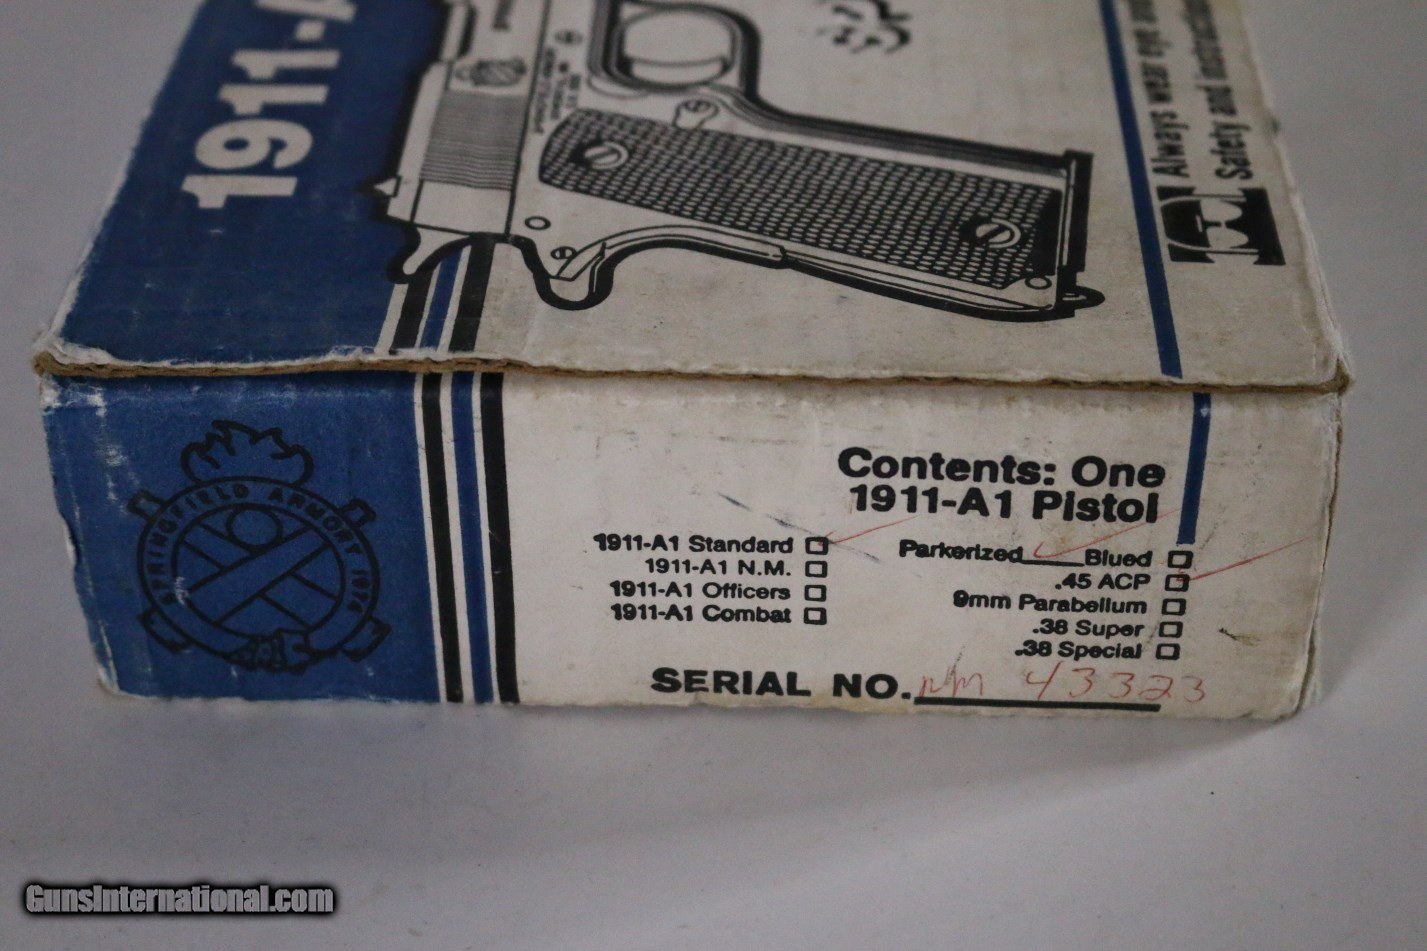 1911-A
Always wear eye and
Safety and instruction
SPRINGFIELD ARMORY 1974
Contents: One
1911-A1 Pistol
1911-A1 Standard
1911-A1 N.M.
1911-A1 Officers
1911-A1 Combat
Parkerized Blued
.45 ACP
9mm Parabellum
.38 Super
.38 Special
SERIAL NO. NM 43323
GunsInternational.com